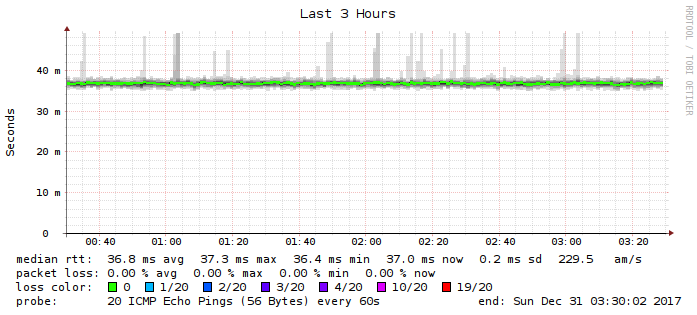 Last 3 Hours
RRDTOOL / TOBI OETIKER
Seconds
40 m
30 m
20 m
10 m
0
00:40 01:00 01:20 01:40 02:00 02:20 02:40 03:00 03:20
median rtt: 36.8 ms avg 37.3 ms max 36.4 ms min 37.0 ms now 0.2 ms sd 229.5 am/s
packet loss: 0.00 % avg 0.00 % max 0.00 % min 0.00 % now
loss color: 0 1/20 2/20 3/20 4/20 10/20 19/20
probe: 20 ICMP Echo Pings (56 Bytes) every 60s end: Sun Dec 31 03:30:02 2017